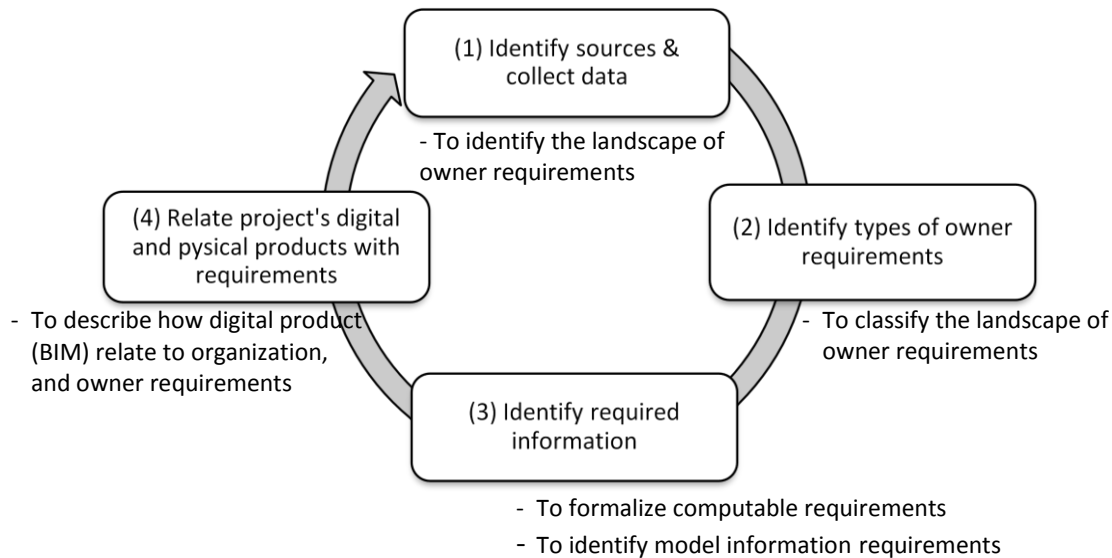 (1) Identify sources &
collect data
- To identify the landscape of
owner requirements
(2) Identify types of owner
requirements
- To classify the landscape of
owner requirements
(3) Identify required
information
- To formalize computable requirements
- To identify model information requirements
(4) Relate project's digital
and pysical products with
requirements
- To describe how digital product
(BIM) relate to organization,
and owner requirements